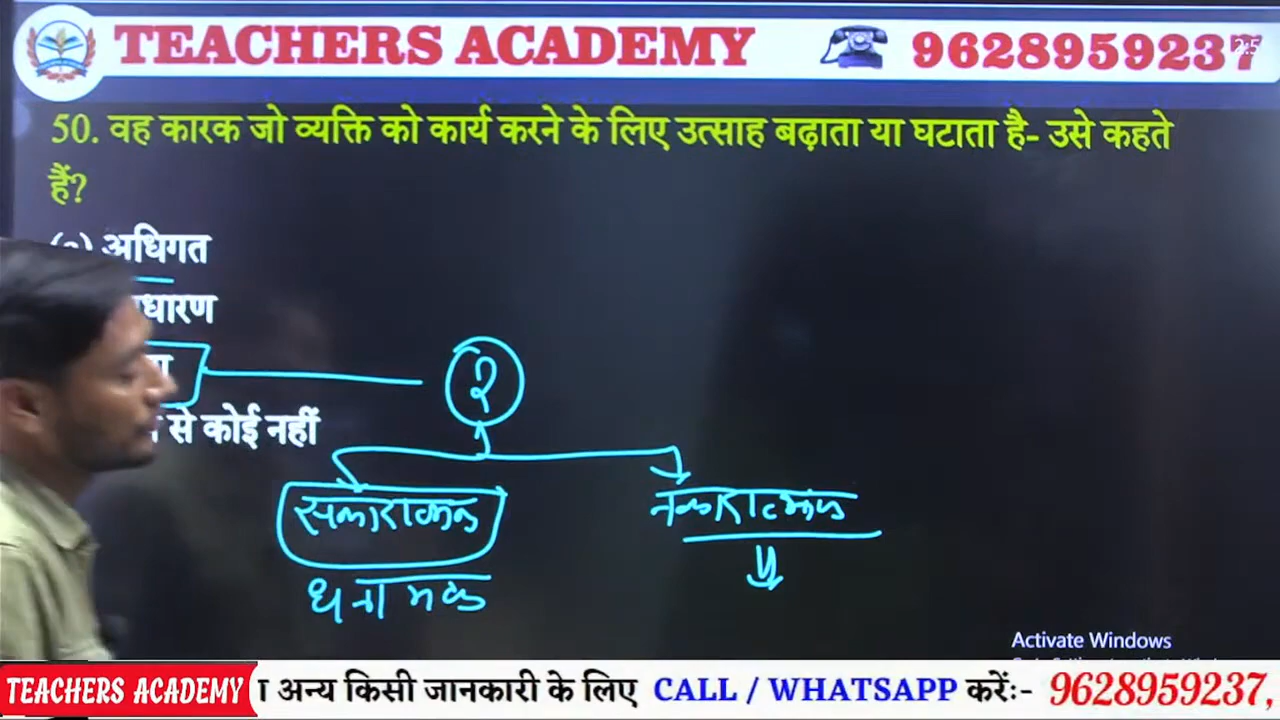 TEACHERS ACADEMY
9628959237
50. वह कारक जो व्यक्ति को कार्य करने के लिए उत्साह बढ़ाता या घटाता है- उसे कहते
हैं?
अधिगत
धारण
से कोई नहीं
२
सकारात्मक
नकारात्मक
धनात्मक
Activate Windows
TEACHERS ACADEMY
अन्य किसी जानकारी के लिए CALL / WHATSAPP करेंः- 9628959237,